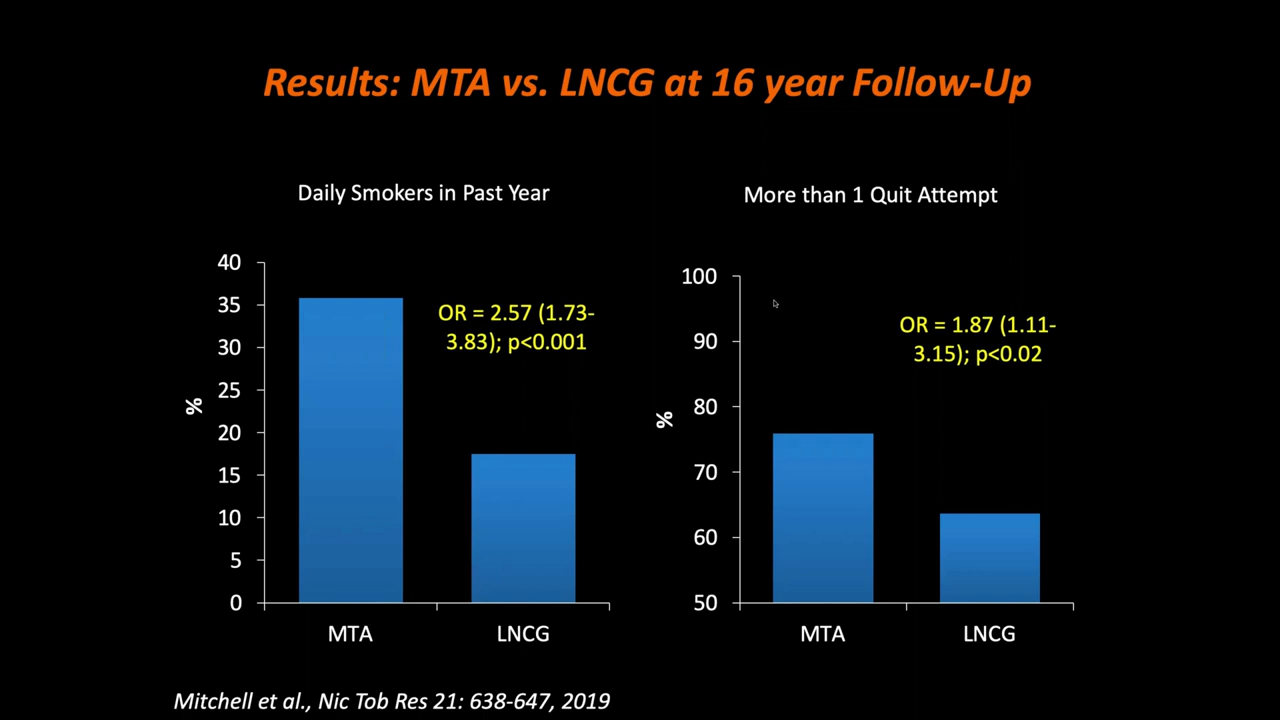 Results: MTA vs. LNCG at 16 year Follow-Up
Daily Smokers in Past Year
40
35
30
25
20
15
10
5
0
%
OR = 2.57 (1.73-
3.83); p<0.001
MTA
LNCG
More than 1 Quit Attempt
100
90
80
70
60
50
%
OR = 1.87 (1.11-
3.15); p<0.02
MTA
LNCG
Mitchell et al., Nic Tob Res 21: 638-647, 2019